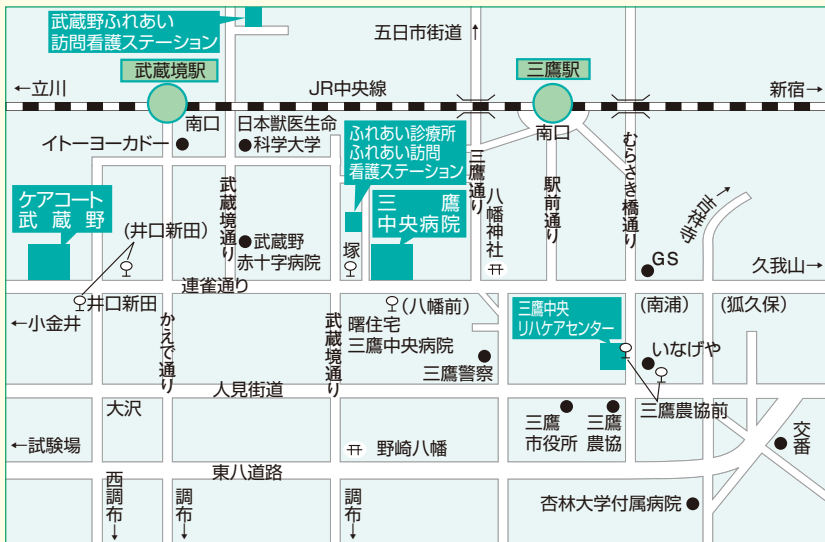 武蔵野ふれあい
訪問看護ステーション
五日市街道↑
武蔵境駅
三鷹駅
←立川
JR中央線
新宿→
南口
日本獣医生命
科学大学
イトーヨーカドー
ふれあい診療所
ふれあい訪問
看護ステーション
南口
三鷹通り
駅前通り
むらさき橋通り
吉祥寺→
ケアコート
武蔵野
武蔵境通り
三鷹
中央病院
八幡神社
(井口新田)
武蔵野
赤十字病院
塚
GS
久我山→
連雀通り
井口新田
←小金井
かえで通り
武蔵境通り
(八幡前)
曙住宅
三鷹中央病院
三鷹警察
三鷹中央
リハケアセンター
(南浦)
(狐久保)
いなげや
人見街道
大沢
三鷹農協前
三鷹
市役所
三鷹
農協
交番
←試験場
野崎八幡
東八道路
西調布→
調布→
調布→
杏林大学付属病院